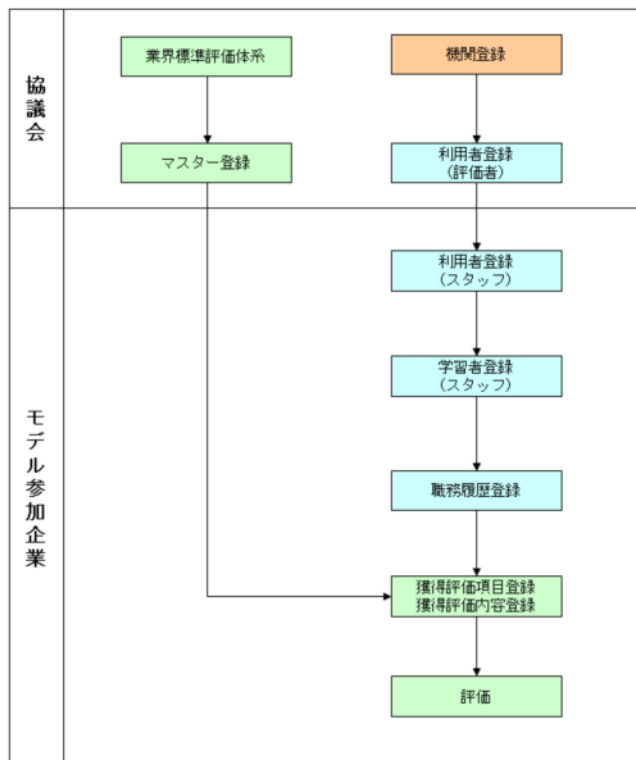 協議会
業界標準評価体系
機関登録
マスター登録
利用者登録
(評価者)
モデル参加企業
利用者登録
(スタッフ)
学習者登録
(スタッフ)
職務履歴登録
獲得評価項目登録
獲得評価内容登録
評価